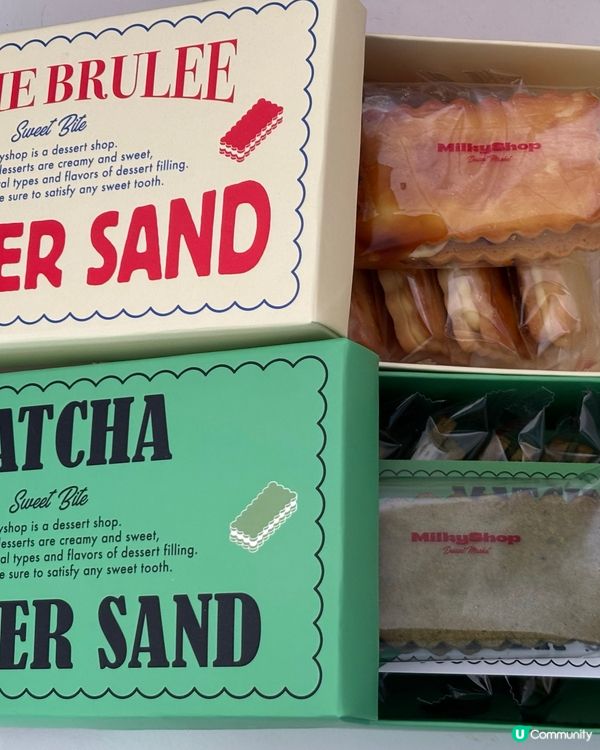 IE BRULEE
Sweet Bite
yshop is a dessert shop.
esserts are creamy and sweet,
al types and flavors of dessert filling.
e sure to satisfy any sweet tooth.
ER SAND
MilkyShop
ATCHA
Sweet Bite
yshop is a dessert shop.
esserts are creamy and sweet,
al types and flavors of dessert filling.
e sure to satisfy any sweet tooth.
ER SAND
MilkyShop
Dessert Market
U Community